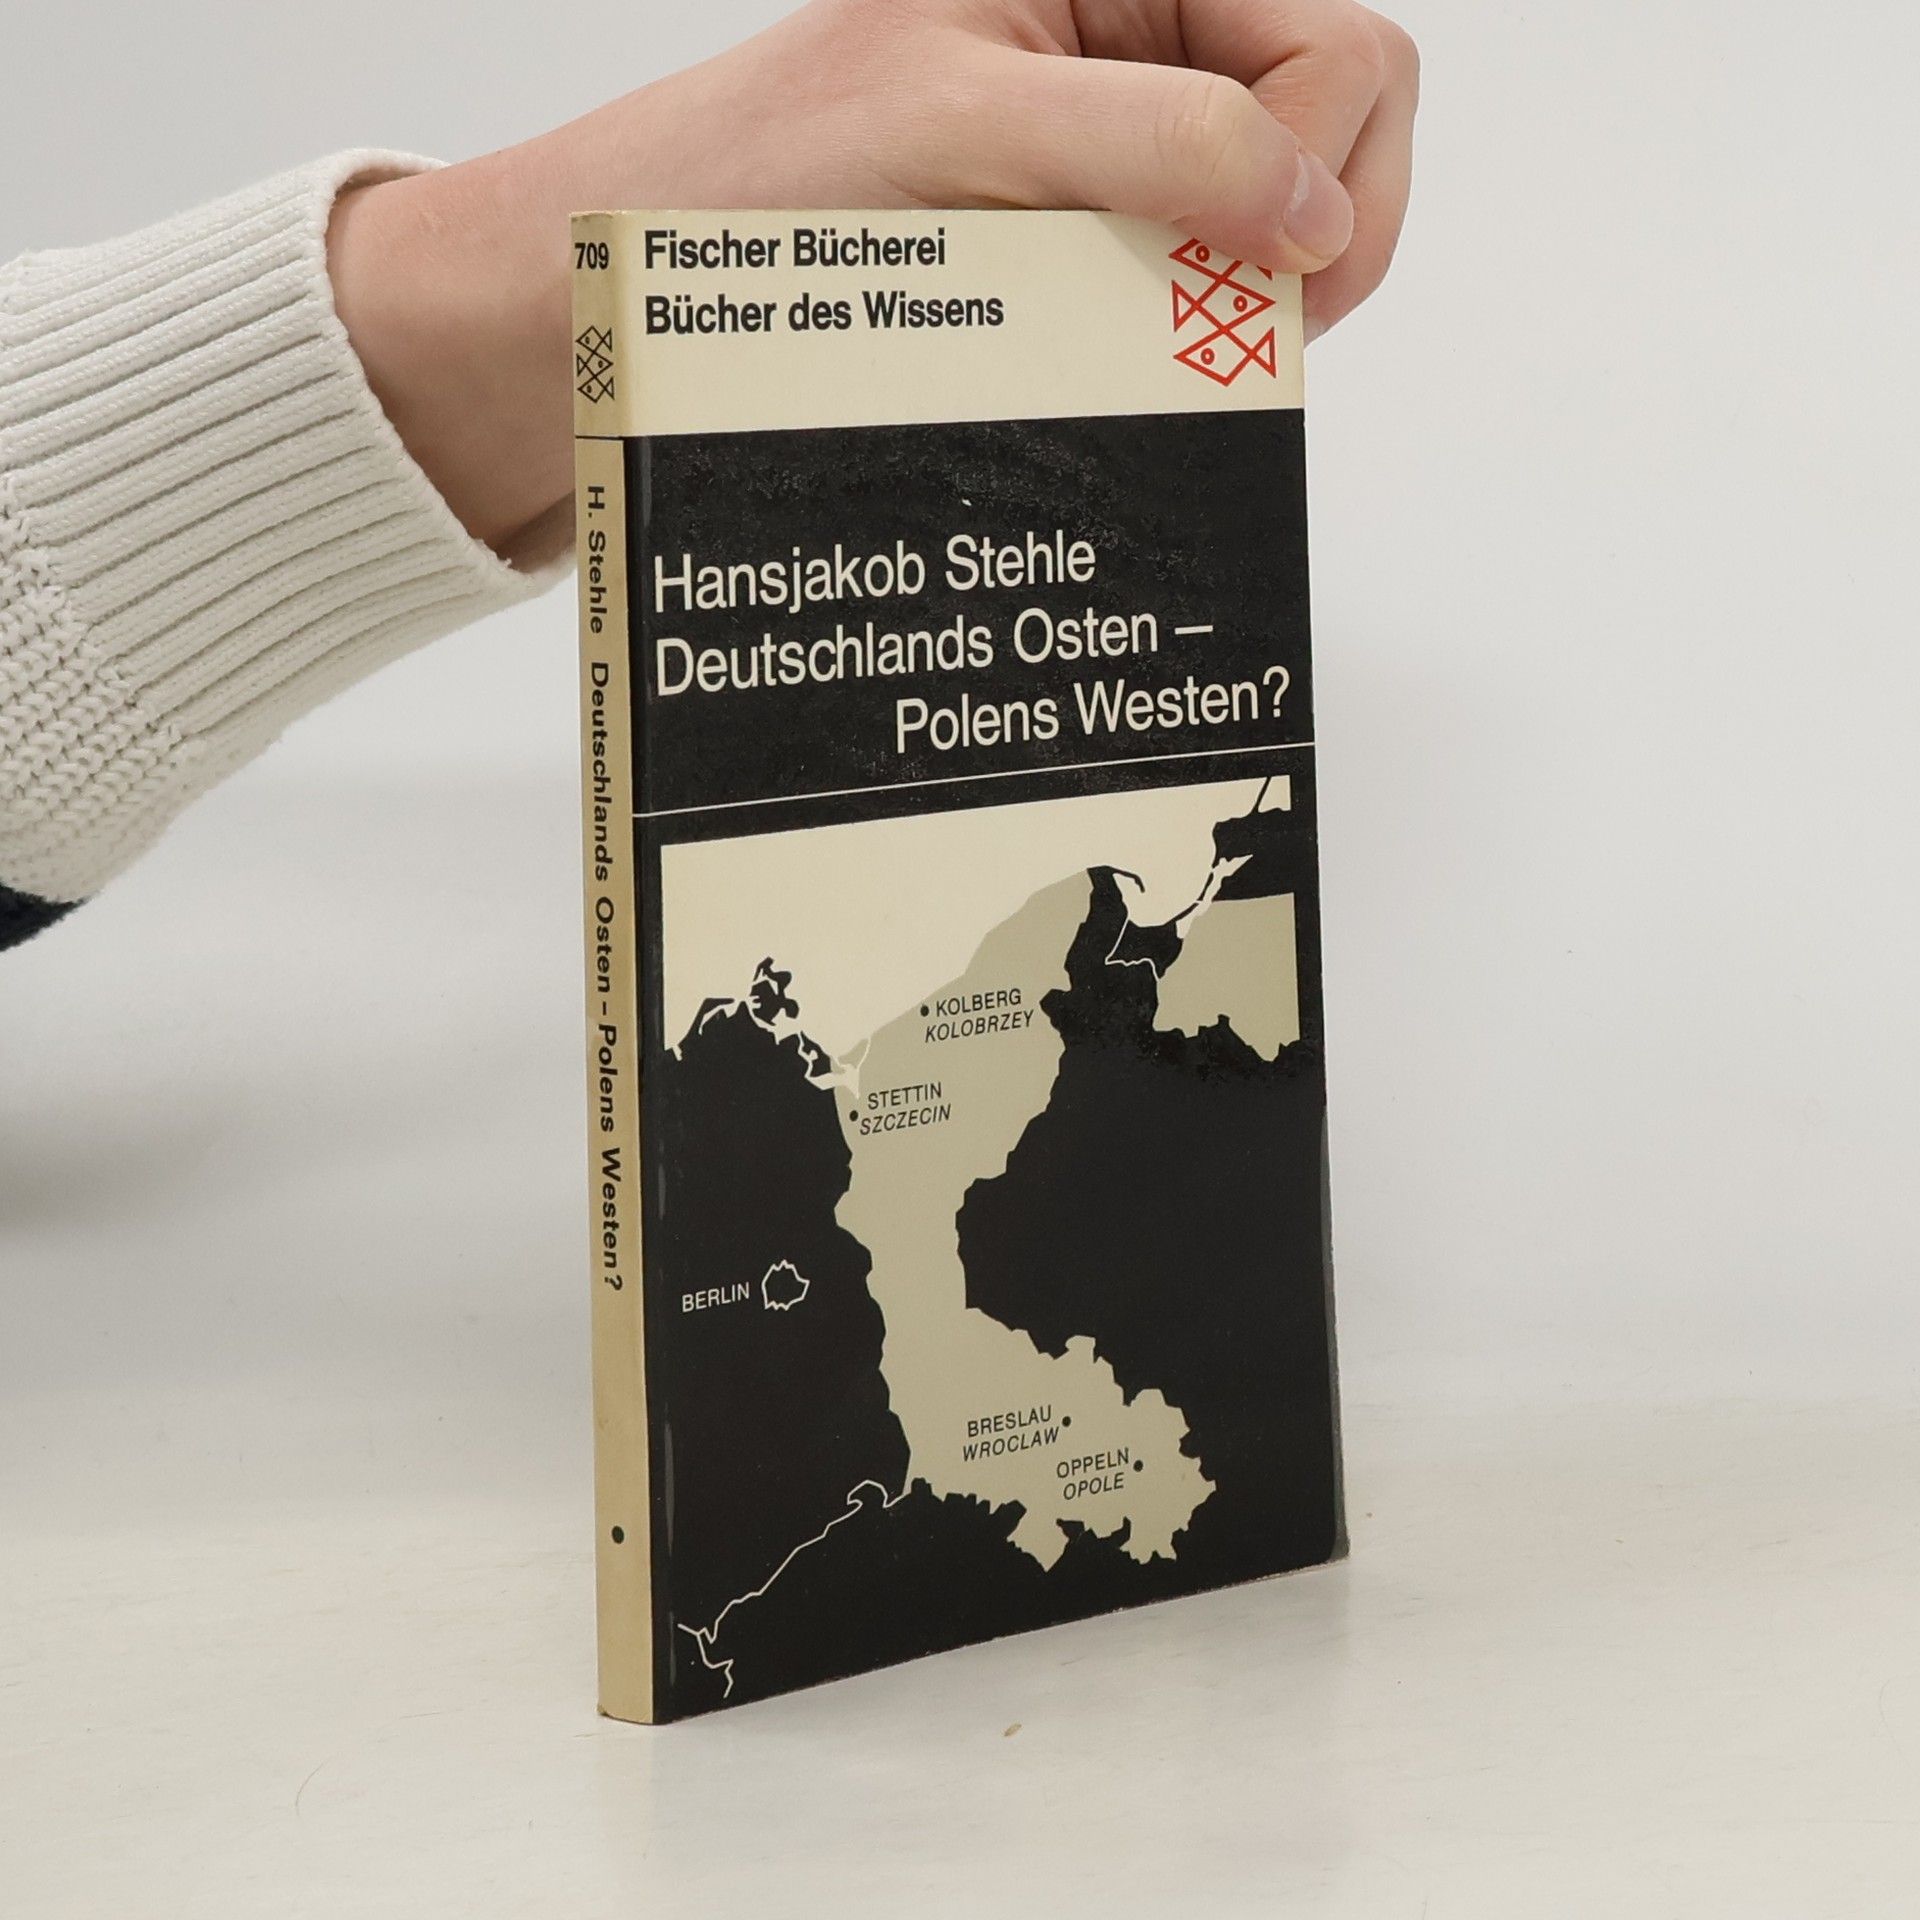 709
Fischer Bücherei
Bücher des Wissens
H. Stehle Deutschlands Osten – Polens Westen?
Hansjakob Stehle
Deutschlands Osten –
Polens Westen?
KOLBERG
KOLOBRZEY
STETTIN
SZCZECIN
BERLIN
BRESLAU
WROCLAW
OPPELN
OPOLE